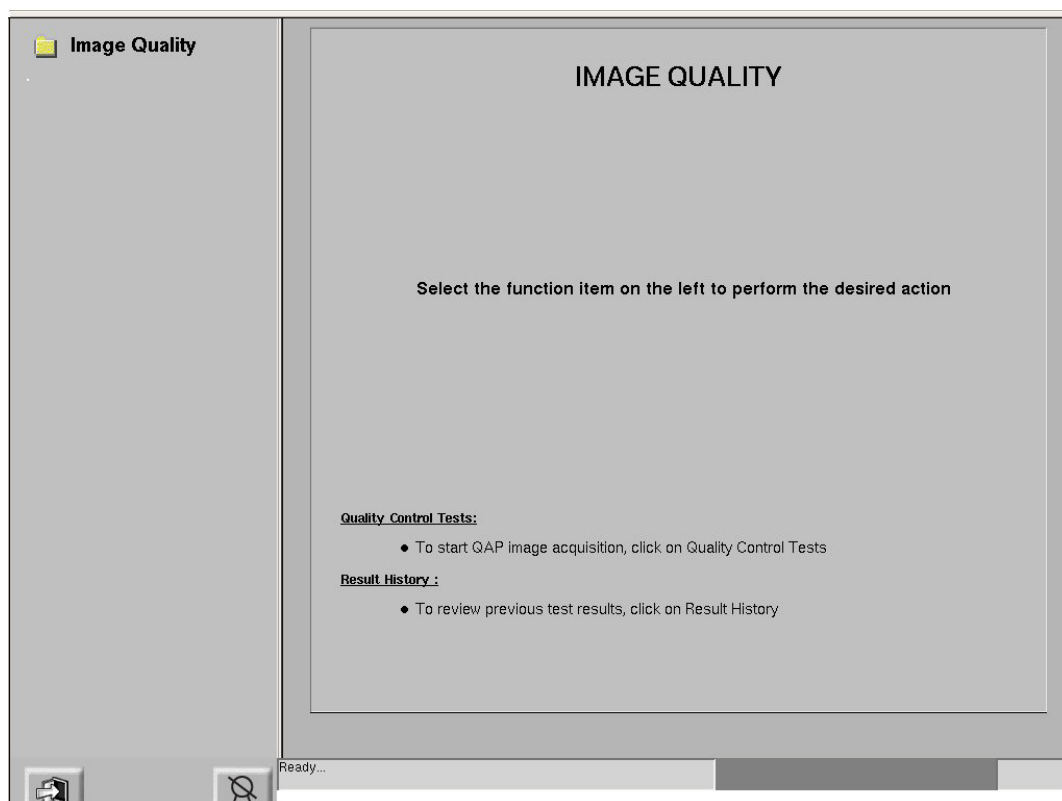 Image Quality
IMAGE QUALITY
Select the function item on the left to perform the desired action
Quality Control Tests:
● To start QAP image acquisition, click on Quality Control Tests
Result History :
● To review previous test results, click on Result History
Ready...